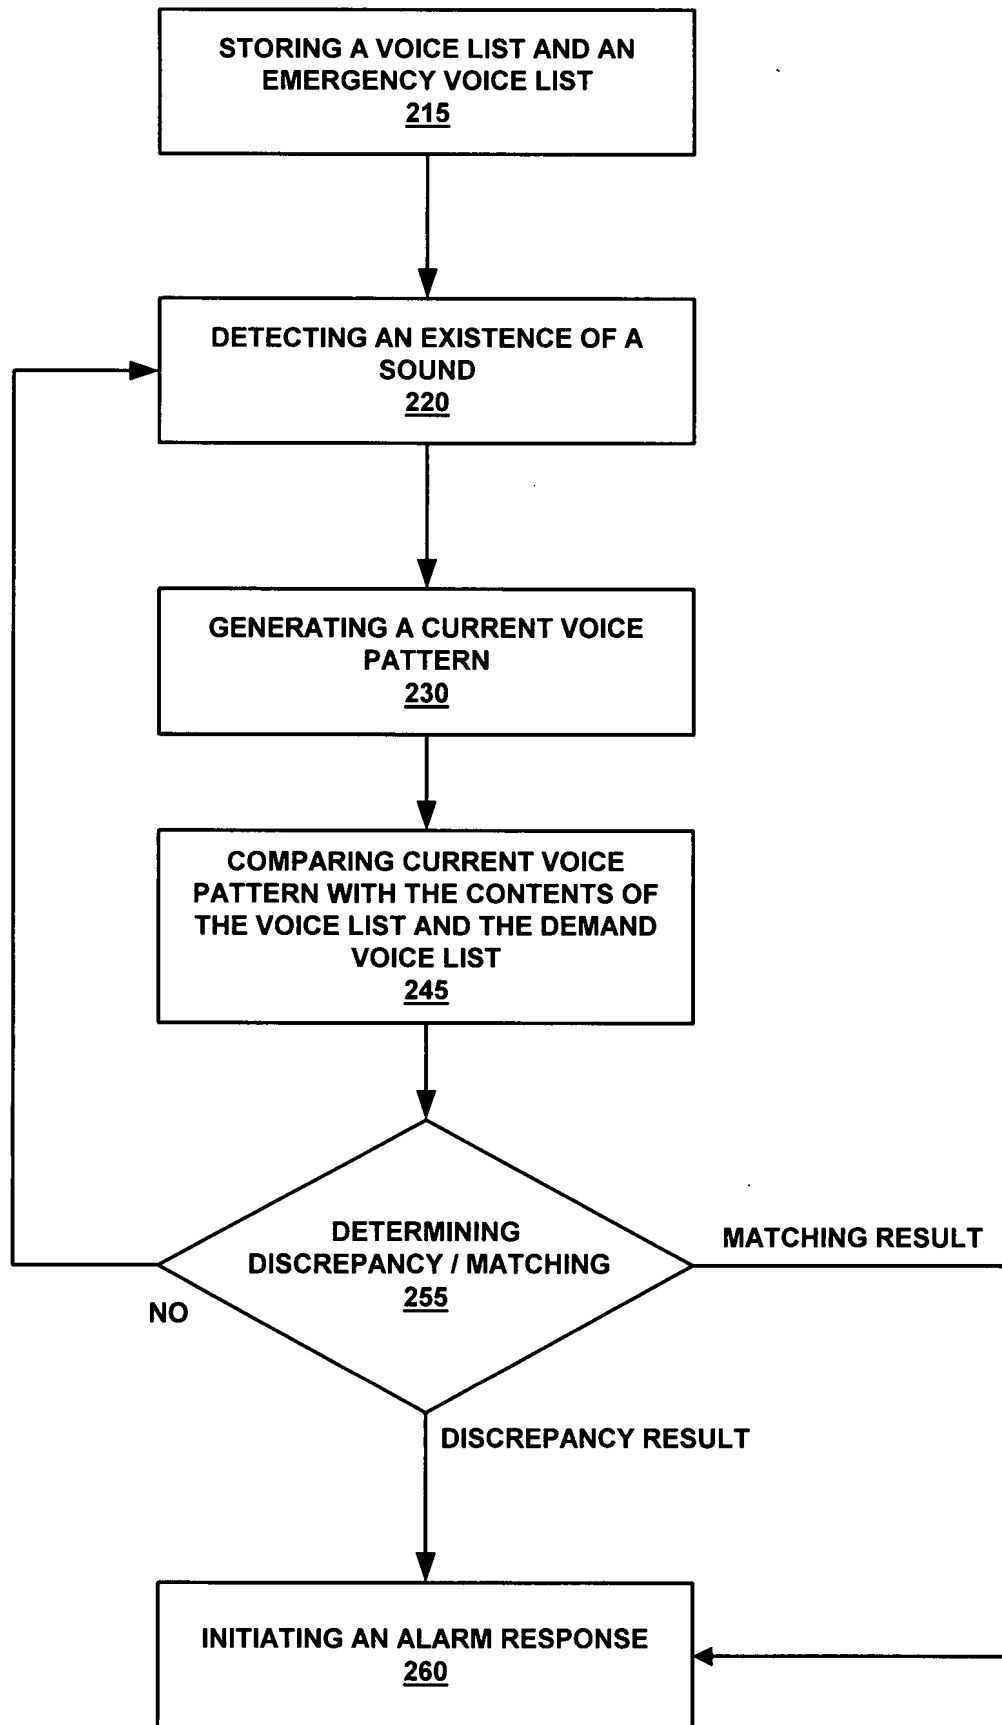 STORING A VOICE LIST AND AN
EMERGENCY VOICE LIST
215
DETECTING AN EXISTENCE OF A
SOUND
220
GENERATING A CURRENT VOICE
PATTERN
230
COMPARING CURRENT VOICE
PATTERN WITH THE CONTENTS OF
THE VOICE LIST AND THE DEMAND
VOICE LIST
245
DETERMINING
DISCREPANCY / MATCHING
255
MATCHING RESULT
NO
DISCREPANCY RESULT
INITIATING AN ALARM RESPONSE
260